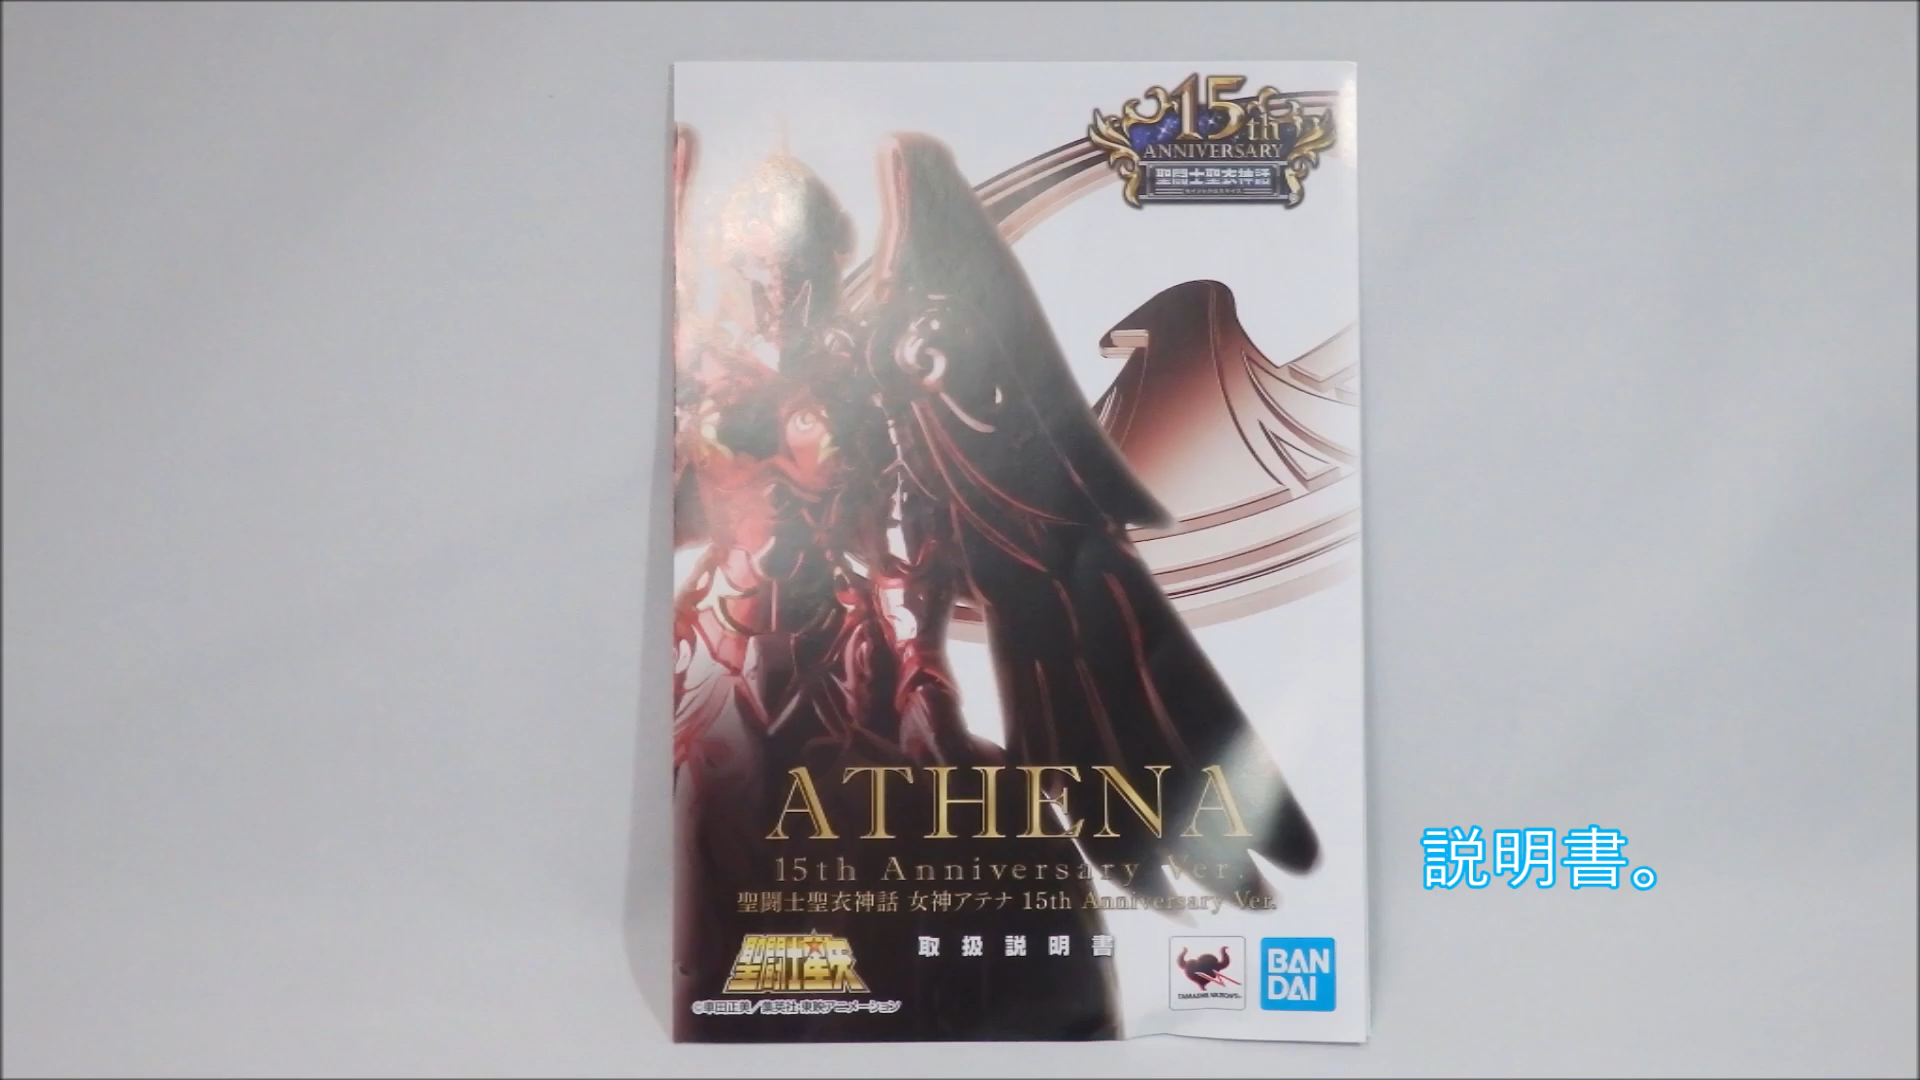 15th
ANNIVERSARY
聖闘士聖衣神話
ATHENA
15th Anniversary Ver.
聖闘士聖衣神話 女神アテナ 15th Anniversary Ver.
説明書。
聖闘士星矢
取扱説明書
TAMASHII NATIONS
BAN
DAI
©車田正美/集英社・東映アニメーション